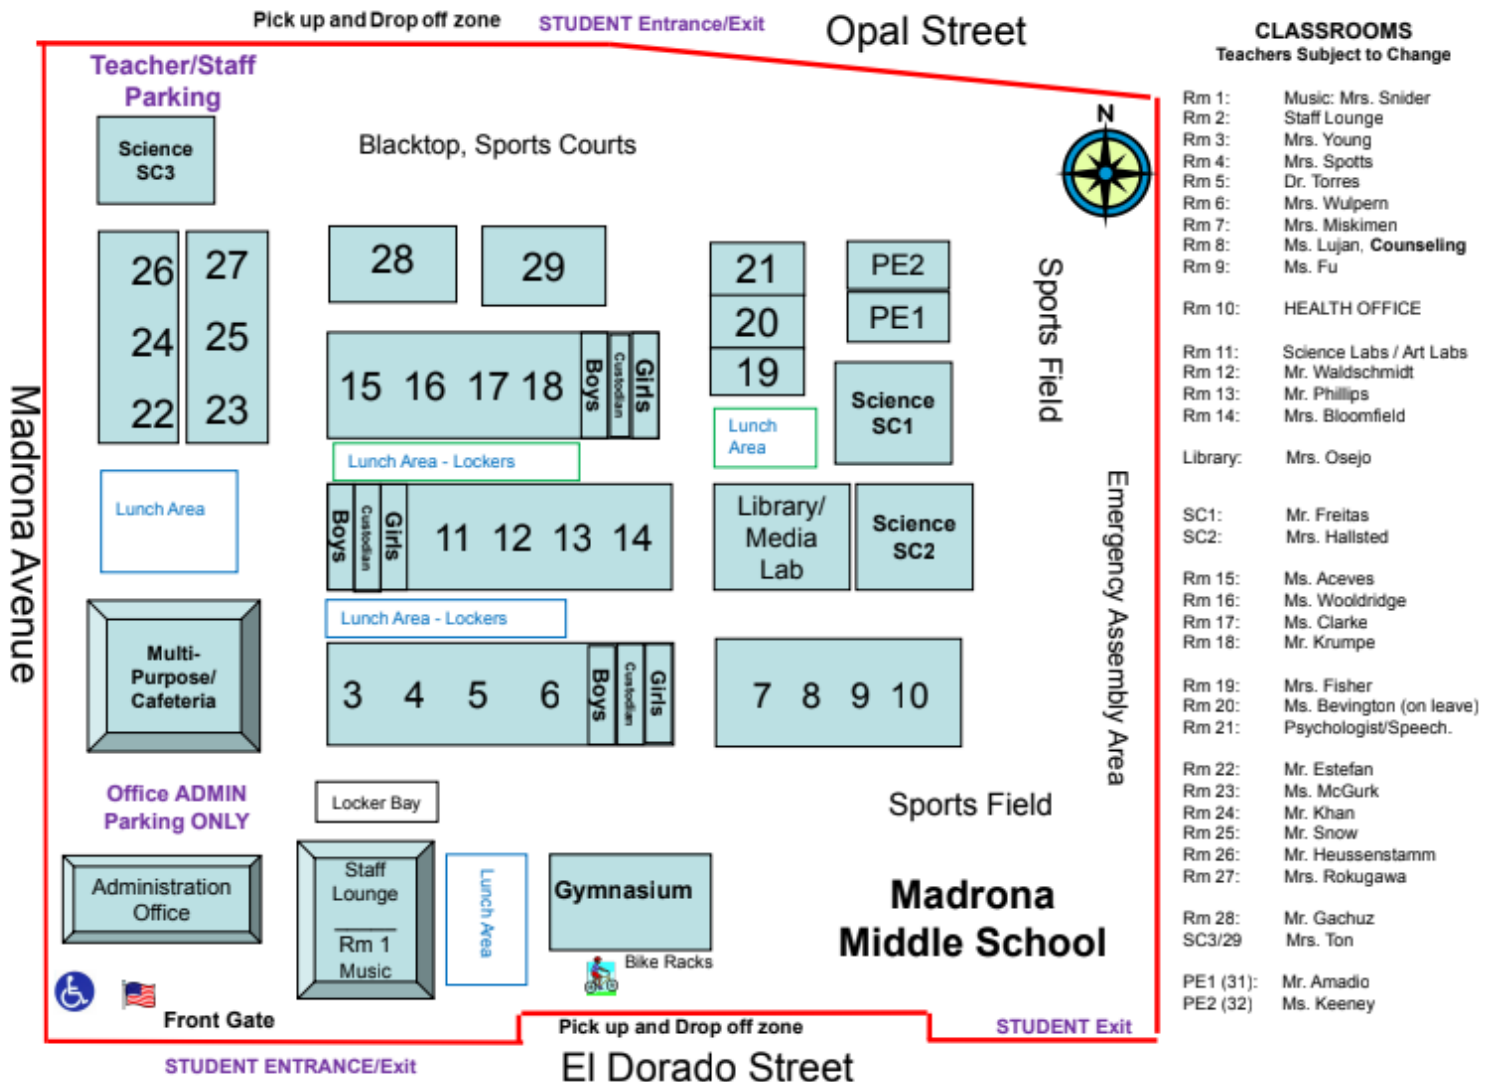 Pick up and Drop off zone
STUDENT Entrance/Exit
Opal Street
Teacher/Staff
Parking
Science
SC3
Blacktop, Sports Courts
N
26
27
24
25
22
23
28
29
21
20
19
PE2
PE1
Sports Field
15 16 17 18
Boys
Custodian
Girls
Science
SC1
Lunch
Area
Lunch Area - Lockers
Lunch Area
Boys
Custodian
Girls
11 12 13 14
Library/
Media
Lab
Science
SC2
Madrona Avenue
Emergency Assembly Area
Lunch Area - Lockers
Multi-
Purpose/
Cafeteria
3 4 5 6
Boys
Custodian
Girls
7 8 9 10
Office ADMIN
Parking ONLY
Locker Bay
Sports Field
Administration
Office
Staff
Lounge
Rm 1
Music
Lunch Area
Gymnasium
Bike Racks
Madrona
Middle School
Front Gate
Pick up and Drop off zone
STUDENT Exit
STUDENT ENTRANCE/Exit
El Dorado Street
CLASSROOMS
Teachers Subject to Change
Rm 1: Music: Mrs. Snider
Rm 2: Staff Lounge
Rm 3: Mrs. Young
Rm 4: Mrs. Spotts
Rm 5: Dr. Torres
Rm 6: Mrs. Wulpern
Rm 7: Mrs. Miskimen
Rm 8: Ms. Lujan, Counseling
Rm 9: Ms. Fu
Rm 10: HEALTH OFFICE
Rm 11: Science Labs / Art Labs
Rm 12: Mr. Waldschmidt
Rm 13: Mr. Phillips
Rm 14: Mrs. Bloomfield
Library: Mrs. Osejo
SC1: Mr. Freitas
SC2: Mrs. Hallsted
Rm 15: Ms. Aceves
Rm 16: Ms. Wooldridge
Rm 17: Ms. Clarke
Rm 18: Mr. Krumpe
Rm 19: Mrs. Fisher
Rm 20: Ms. Bevington (on leave)
Rm 21: Psychologist/Speech.
Rm 22: Mr. Estefan
Rm 23: Ms. McGurk
Rm 24: Mr. Khan
Rm 25: Mr. Snow
Rm 26: Mr. Heussenstamm
Rm 27: Mrs. Rokugawa
Rm 28: Mr. Gachuz
SC3/29 Mrs. Ton
PE1 (31): Mr. Amadio
PE2 (32) Ms. Keeney